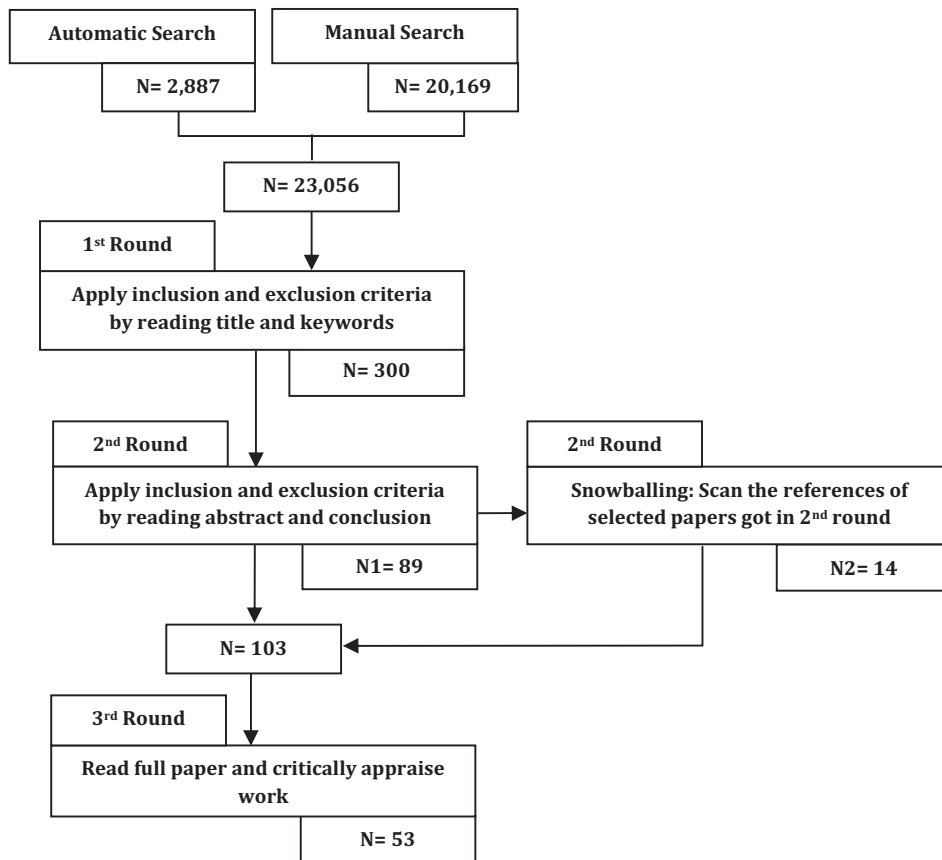 Automatic Search
Manual Search
N= 2,887
N= 20,169
N= 23,056
1st Round
Apply inclusion and exclusion criteria
by reading title and keywords
N= 300
2nd Round
Apply inclusion and exclusion criteria
by reading abstract and conclusion
N1= 89
2nd Round
Snowballing: Scan the references of
selected papers got in 2nd round
N2= 14
N= 103
3rd Round
Read full paper and critically appraise
work
N= 53